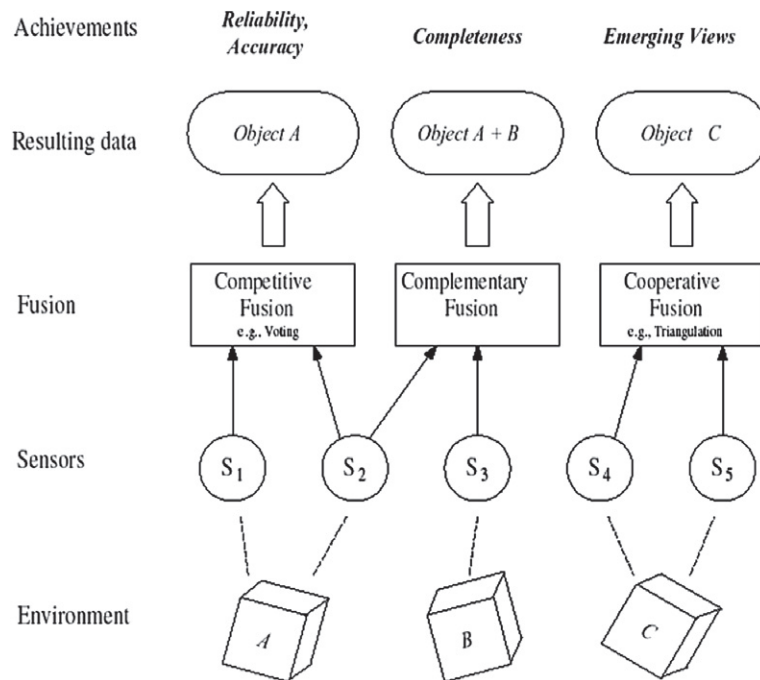 Achievements
Reliability,
Accuracy
Completeness
Emerging Views
Resulting data
Object A
Object A + B
Object C
Fusion
Competitive
Fusion
e.g., Voting
Complementary
Fusion
Cooperative
Fusion
e.g., Triangulation
Sensors
S1
S2
S3
S4
S5
Environment
A
B
C